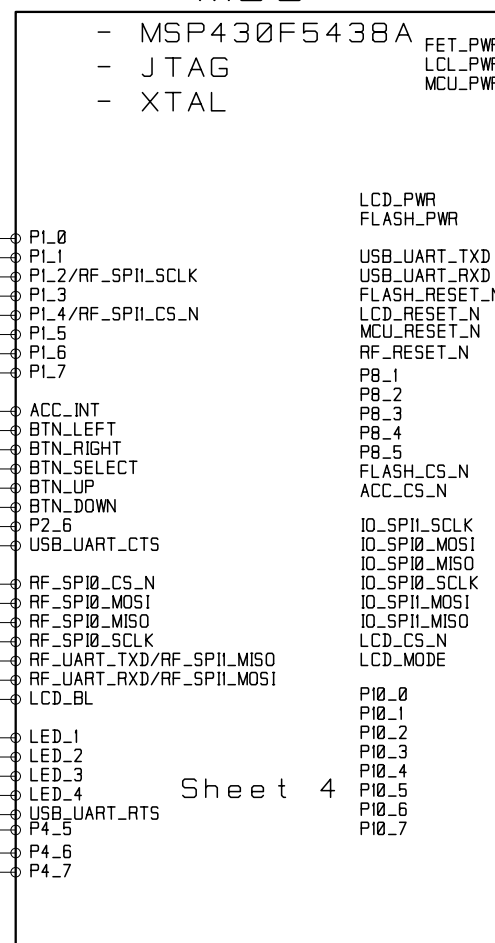 - MSP430F5438A
- JTAG
- XTAL
FET_PWR
LCL_PWR
MCU_PWR
P1_0
P1_1
P1_2/RF_SPI1_SCLK
P1_3
P1_4/RF_SPI1_CS_N
P1_5
P1_6
P1_7
ACC_INT
BTN_LEFT
BTN_RIGHT
BTN_SELECT
BTN_UP
BTN_DOWN
P2_6
USB_UART_CTS
RF_SPI0_CS_N
RF_SPI0_MOSI
RF_SPI0_MISO
RF_SPI0_SCLK
RF_UART_TXD/RF_SPI1_MISO
RF_UART_RXD/RF_SPI1_MOSI
LCD_BL
LED_1
LED_2
LED_3
LED_4
USB_UART_RTS
P4_5
P4_6
P4_7
Sheet 4
LCD_PWR
FLASH_PWR
USB_UART_TXD
USB_UART_RXD
FLASH_RESET_N
LCD_RESET_N
MCU_RESET_N
RF_RESET_N
P8_1
P8_2
P8_3
P8_4
P8_5
FLASH_CS_N
ACC_CS_N
IO_SPI1_SCLK
IO_SPI0_MOSI
IO_SPI0_MISO
IO_SPI0_SCLK
IO_SPI1_MOSI
IO_SPI1_MISO
LCD_CS_N
LCD_MODE
P10_0
P10_1
P10_2
P10_3
P10_4
P10_5
P10_6
P10_7